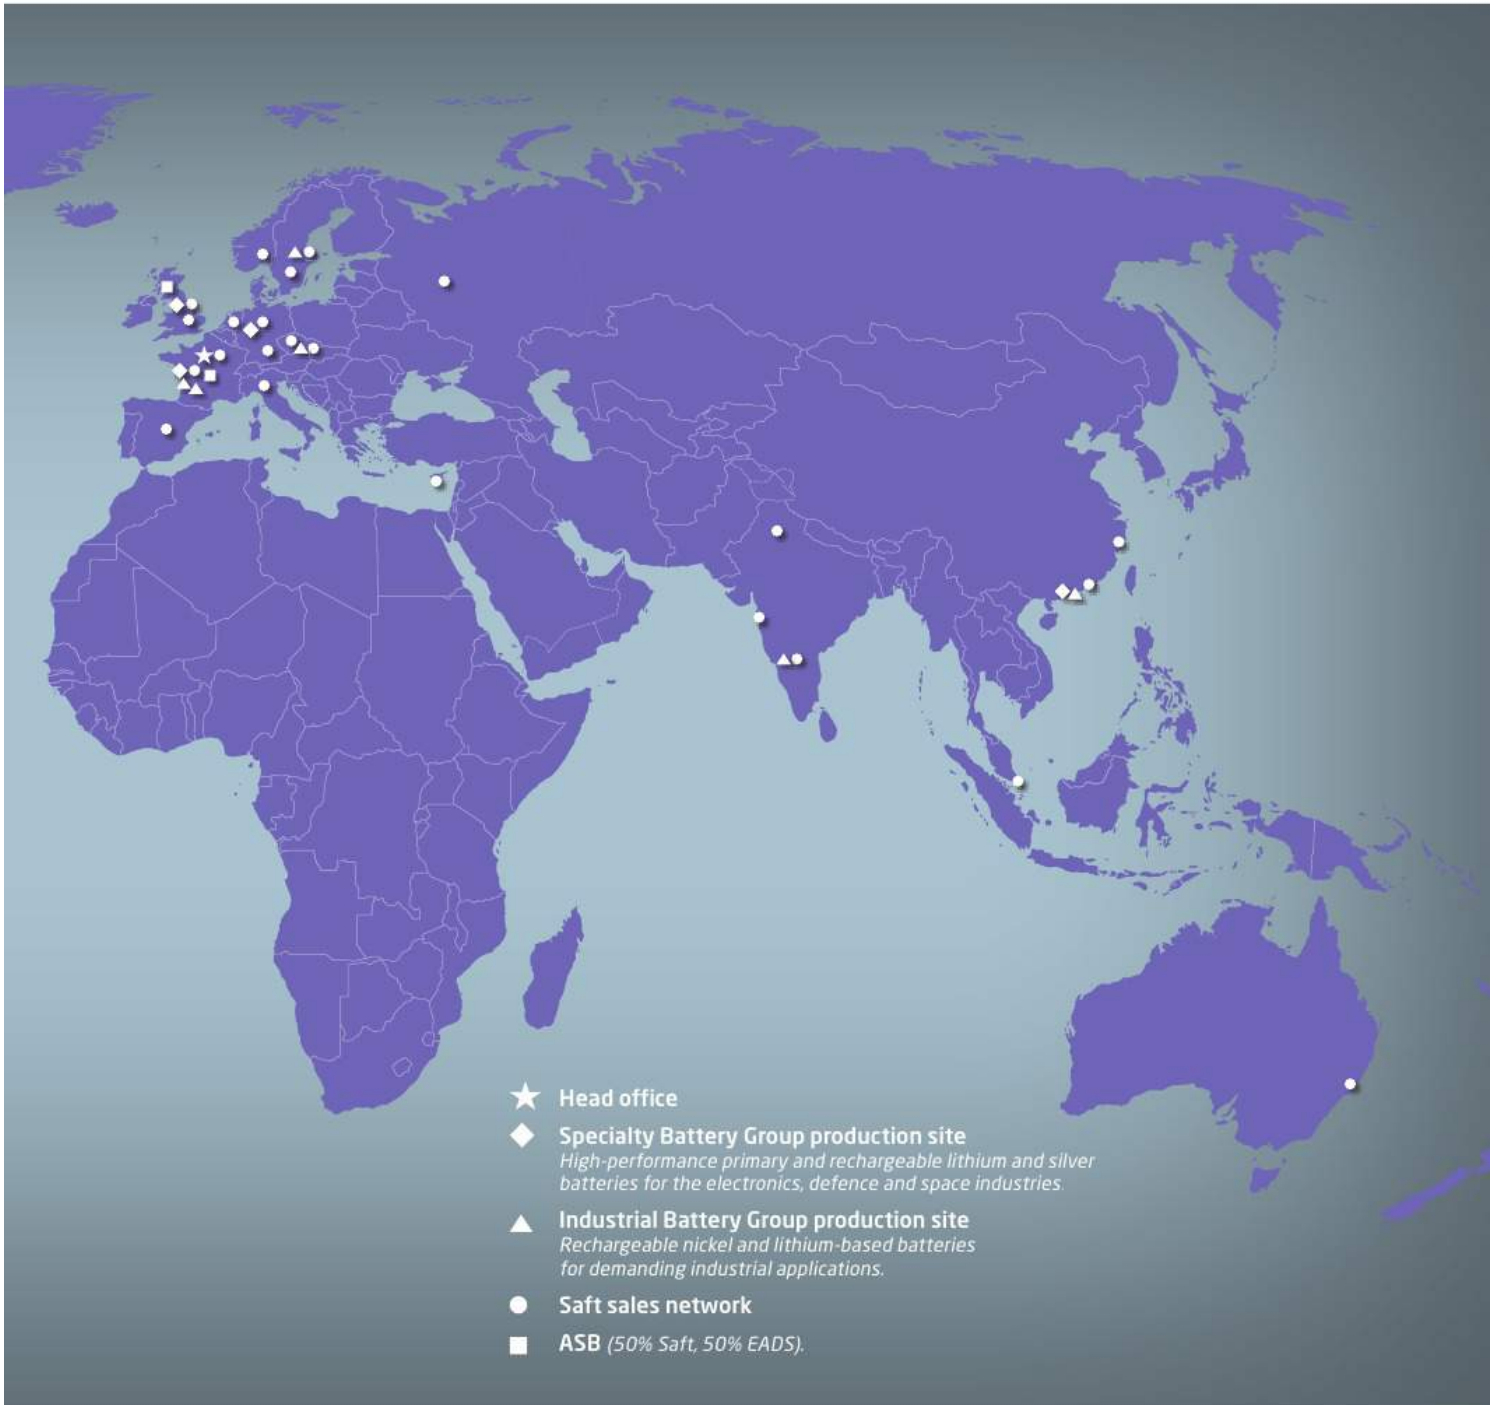 Head office
Specialty Battery Group production site
High-performance primary and rechargeable lithium and silver
batteries for the electronics, defence and space industries.
Industrial Battery Group production site
Rechargeable nickel and lithium-based batteries
for demanding industrial applications.
Saft sales network
ASB (50% Saft, 50% EADS).